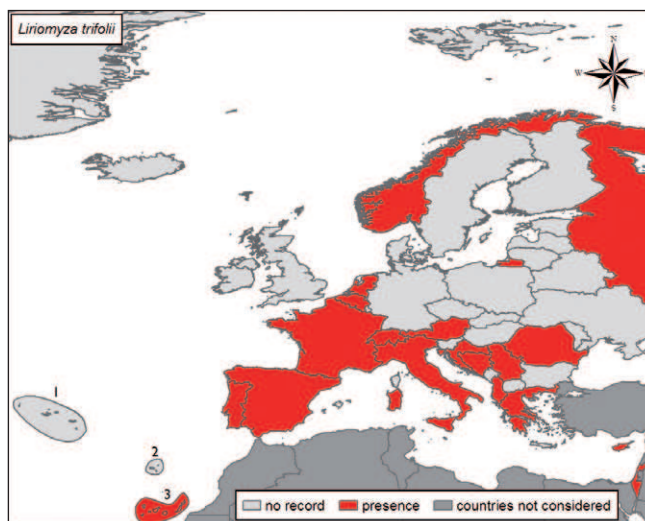 Liriomyza trifolii
N
W
S
1
2
3
no record presence countries not considered